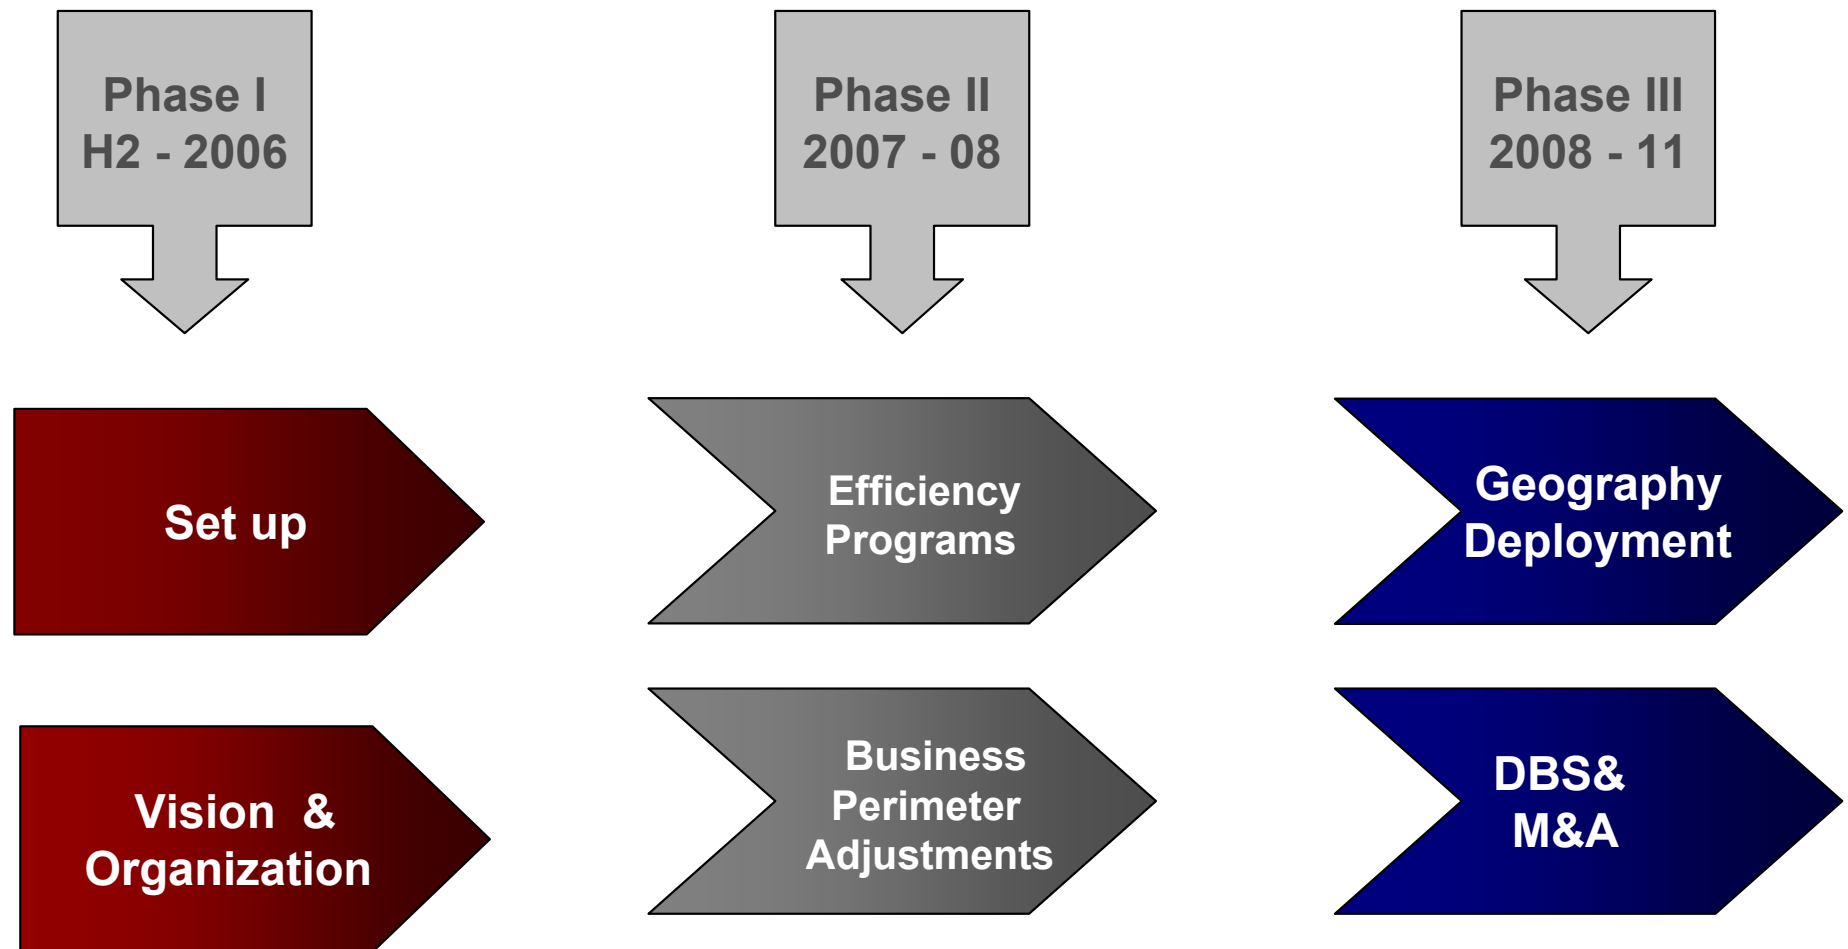 Phase I
H2 - 2006
Phase II
2007 - 08
Phase III
2008 - 11
Set up
Efficiency
Programs
Geography
Deployment
Vision & 
Organization
Business
Perimeter
Adjustments
DBS&
M&A